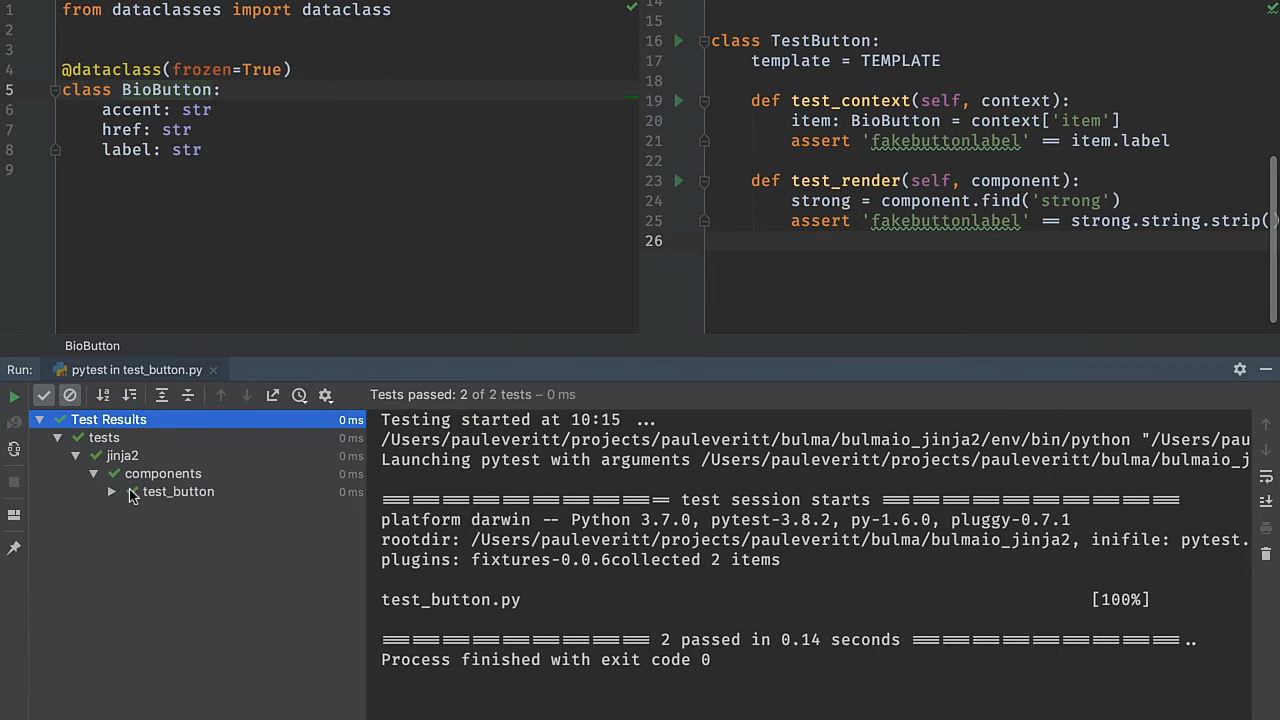 1 from dataclasses import dataclass
2
3
4 @dataclass(frozen=True)
5 class BioButton:
6 accent: str
7 href: str
8 label: str
9
14
15
16 class TestButton:
17 template = TEMPLATE
18
19 def test_context(self, context):
20 item: BioButton = context['item']
21 assert 'fakebuttonlabel' == item.label
22
23 def test_render(self, component):
24 strong = component.find('strong')
25 assert 'fakebuttonlabel' == strong.string.strip()
26
BioButton
Run: pytest in test_button.py ×
Tests passed: 2 of 2 tests – 0 ms
Test Results 0 ms
tests 0 ms
jinja2 0 ms
components 0 ms
test_button 0 ms
Testing started at 10:15 ...
/Users/pauleveritt/projects/pauleveritt/bulma/bulmaio_jinja2/env/bin/python "/Users/pau
Launching pytest with arguments /Users/pauleveritt/projects/pauleveritt/bulma/bulmaio_j
============================= test session starts ==============================
platform darwin -- Python 3.7.0, pytest-3.8.2, py-1.6.0, pluggy-0.7.1
rootdir: /Users/pauleveritt/projects/pauleveritt/bulma/bulmaio_jinja2, inifile: pytest.
plugins: fixtures-0.0.6collected 2 items
test_button.py [100%]
=========================== 2 passed in 0.14 seconds ===========================..
Process finished with exit code 0